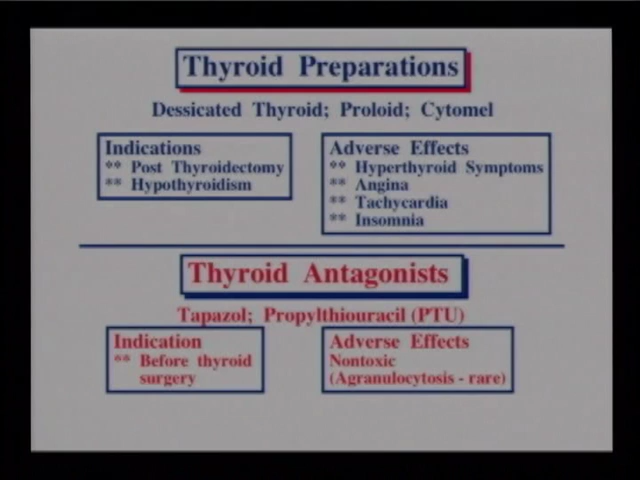 Thyroid Preparations
Dessicated Thyroid; Proloid; Cytomel
Indications
** Post Thyroidectomy
** Hypothyroidism
Adverse Effects
** Hyperthyroid Symptoms
** Angina
** Tachycardia
** Insomnia
Thyroid Antagonists
Tapazol; Propylthiouracil (PTU)
Indication
** Before thyroid
surgery
Adverse Effects
Nontoxic
(Agranulocytosis - rare)